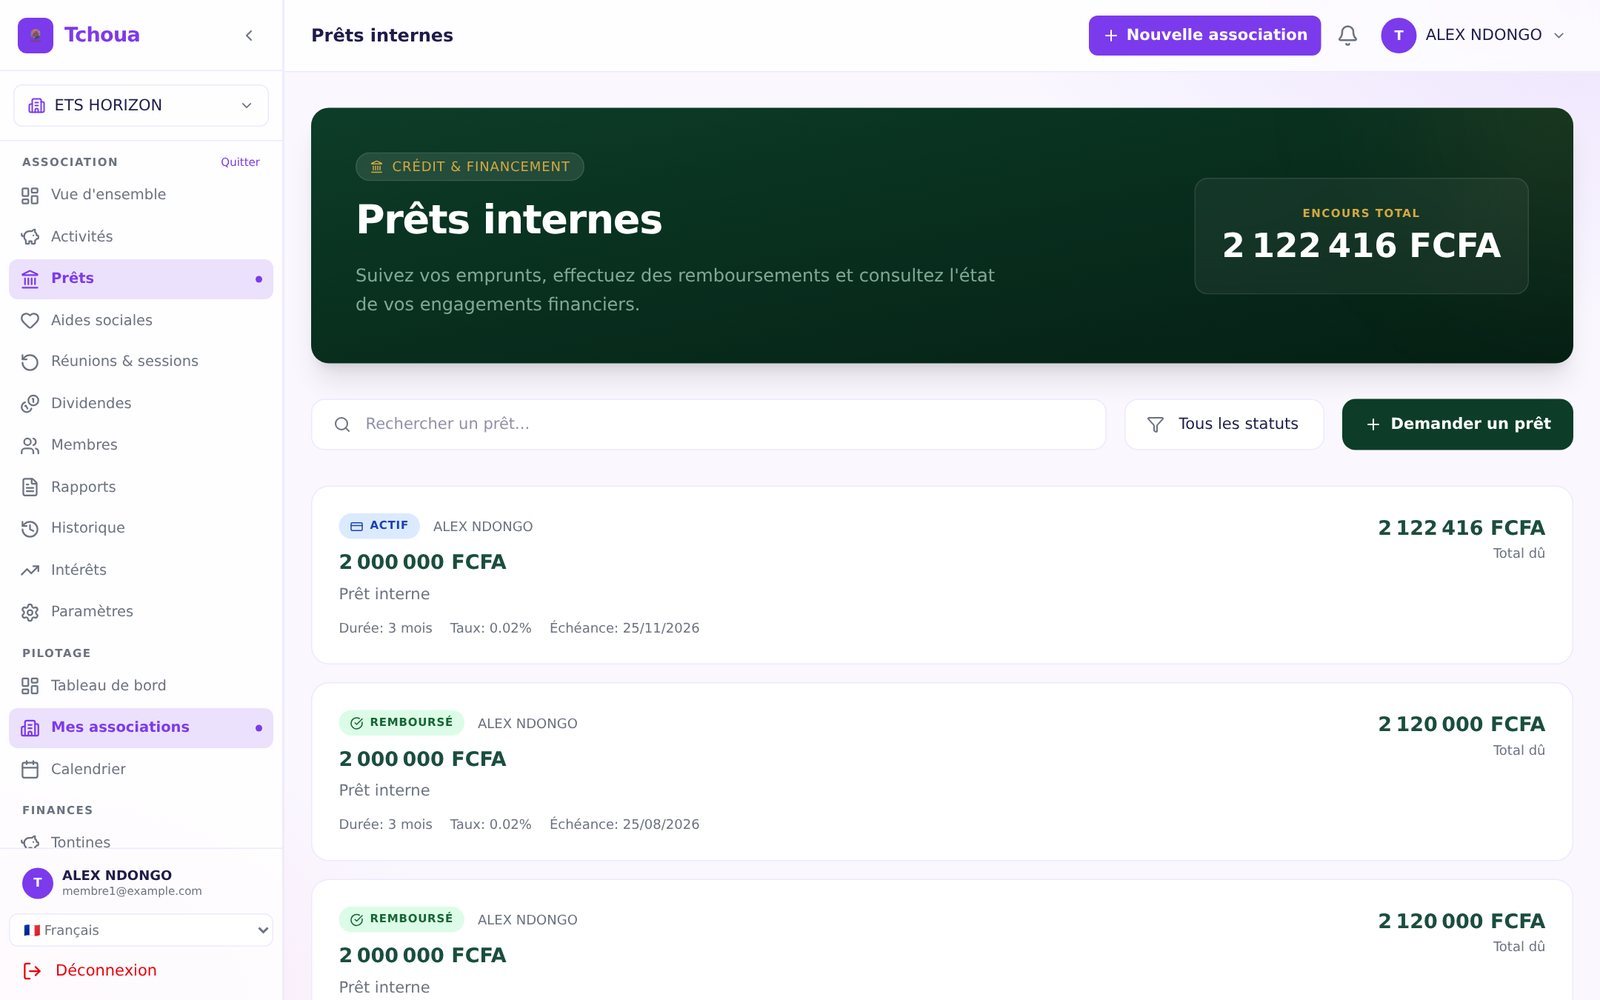 Tchoua
ETS HORIZON
ASSOCIATION
Quitter
Vue d'ensemble
Activités
Prêts
Aides sociales
Réunions & sessions
Dividendes
Membres
Rapports
Historique
Intérêts
Paramètres
PILOTAGE
Tableau de bord
Mes associations
Calendrier
FINANCES
Tontines
T
ALEX NDONGO
membre1@example.com
Français
Déconnexion
Prêts internes
+ Nouvelle association
T
ALEX NDONGO
CRÉDIT & FINANCEMENT
Prêts internes
Suivez vos emprunts, effectuez des remboursements et consultez l'état
de vos engagements financiers.
ENCOURS TOTAL
2 122 416 FCFA
Rechercher un prêt...
Tous les statuts
+ Demander un prêt
ACTIF ALEX NDONGO
2 000 000 FCFA
Prêt interne
Durée: 3 mois Taux: 0.02% Échéance: 25/11/2026
2 122 416 FCFA
Total dû
REMBOURSÉ ALEX NDONGO
2 000 000 FCFA
Prêt interne
Durée: 3 mois Taux: 0.02% Échéance: 25/08/2026
2 120 000 FCFA
Total dû
REMBOURSÉ ALEX NDONGO
2 000 000 FCFA
Prêt interne
2 120 000 FCFA
Total dû